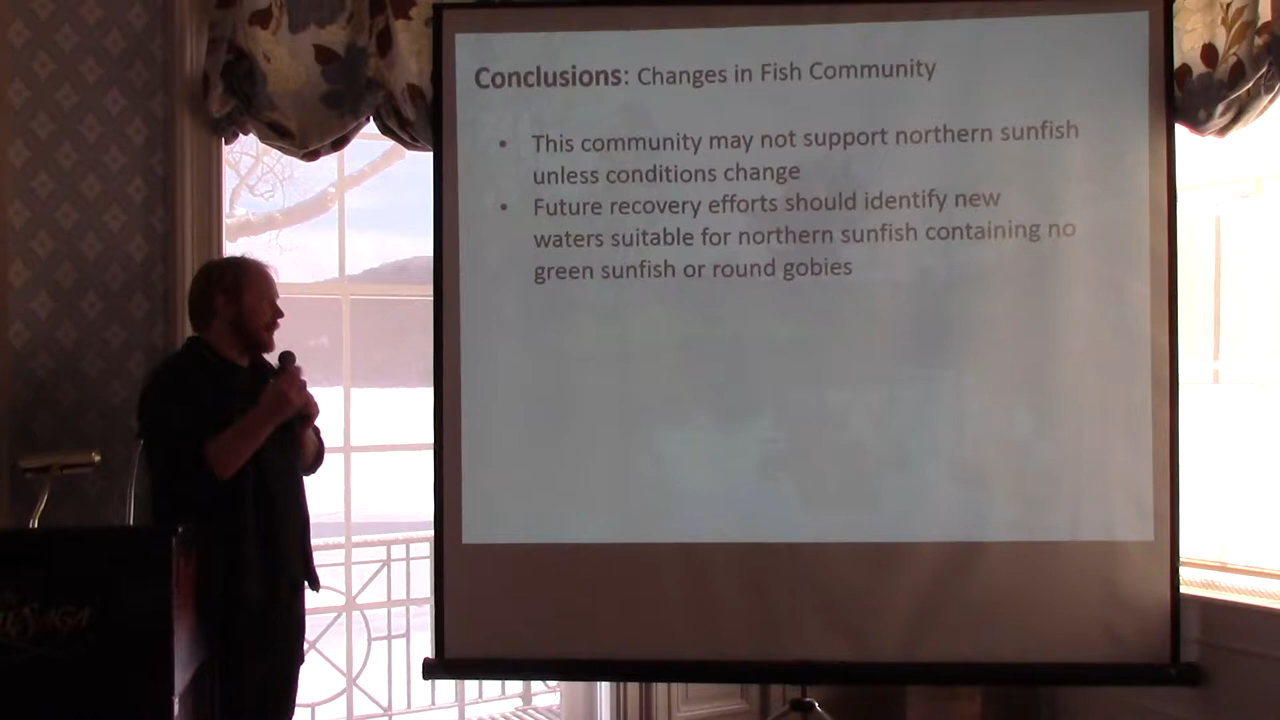 Conclusions: Changes in Fish Community
• This community may not support northern sunfish
unless conditions change
• Future recovery efforts should identify new
waters suitable for northern sunfish containing no
green sunfish or round gobies